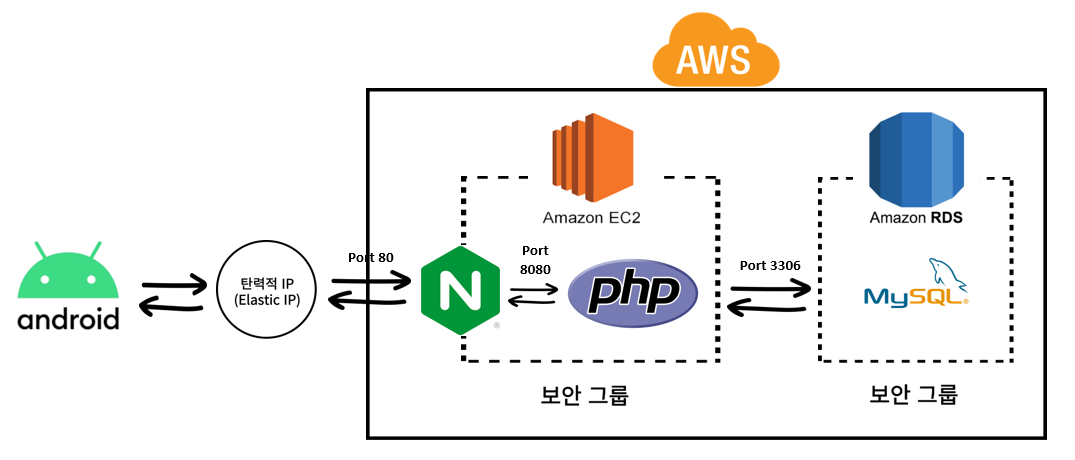 AWS
Amazon EC2
Amazon RDS
Port 80
Port
8080
Port 3306
탄력적 IP
(Elastic IP)
android
N
®
php
MySQL®
보안 그룹
보안 그룹